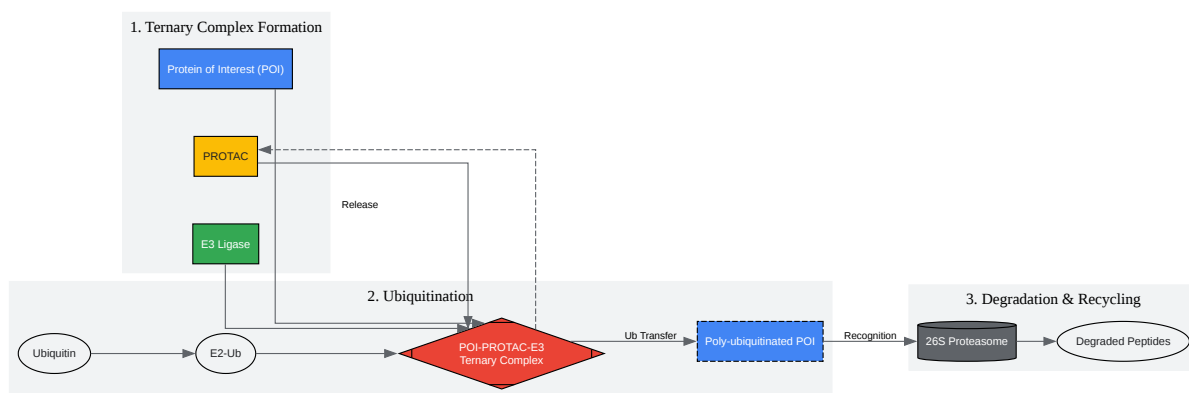 1. Ternary Complex Formation
Protein of Interest (POI)
PROTAC
Release
E3 Ligase
2. Ubiquitination
3. Degradation & Recycling
Ubiquitin
E2-Ub
POI-PROTAC-E3
Ternary Complex
Ub Transfer
Poly-ubiquitinated POI
Recognition
26S Proteasome
Degraded Peptides